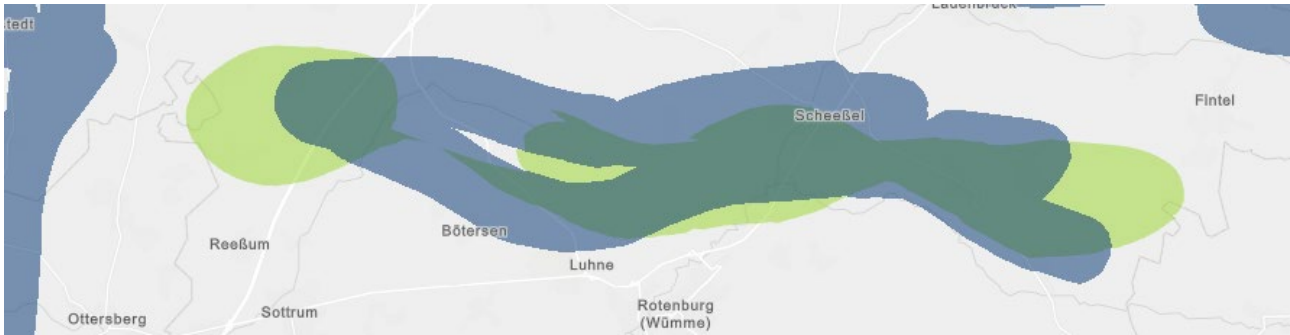 Fintel
Scheeßel
Bötersen
Reeßum
Luhne
Rotenburg
(Wümme)
Sottrum
Ottersberg